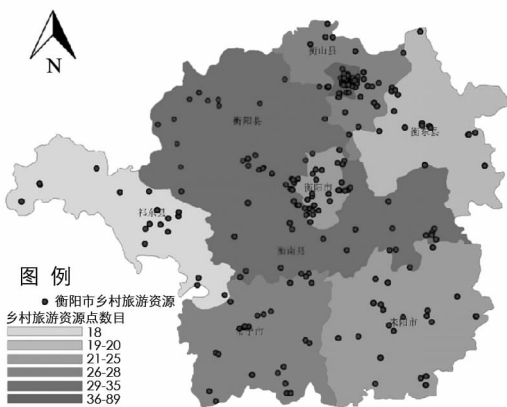 N
衡山县
衡阳县
衡东县
衡阳市
祁东县
衡南县
耒阳市
图 例
衡阳市乡村旅游资源
乡村旅游资源点数目
18
19-20
21-25
26-28
29-35
36-89